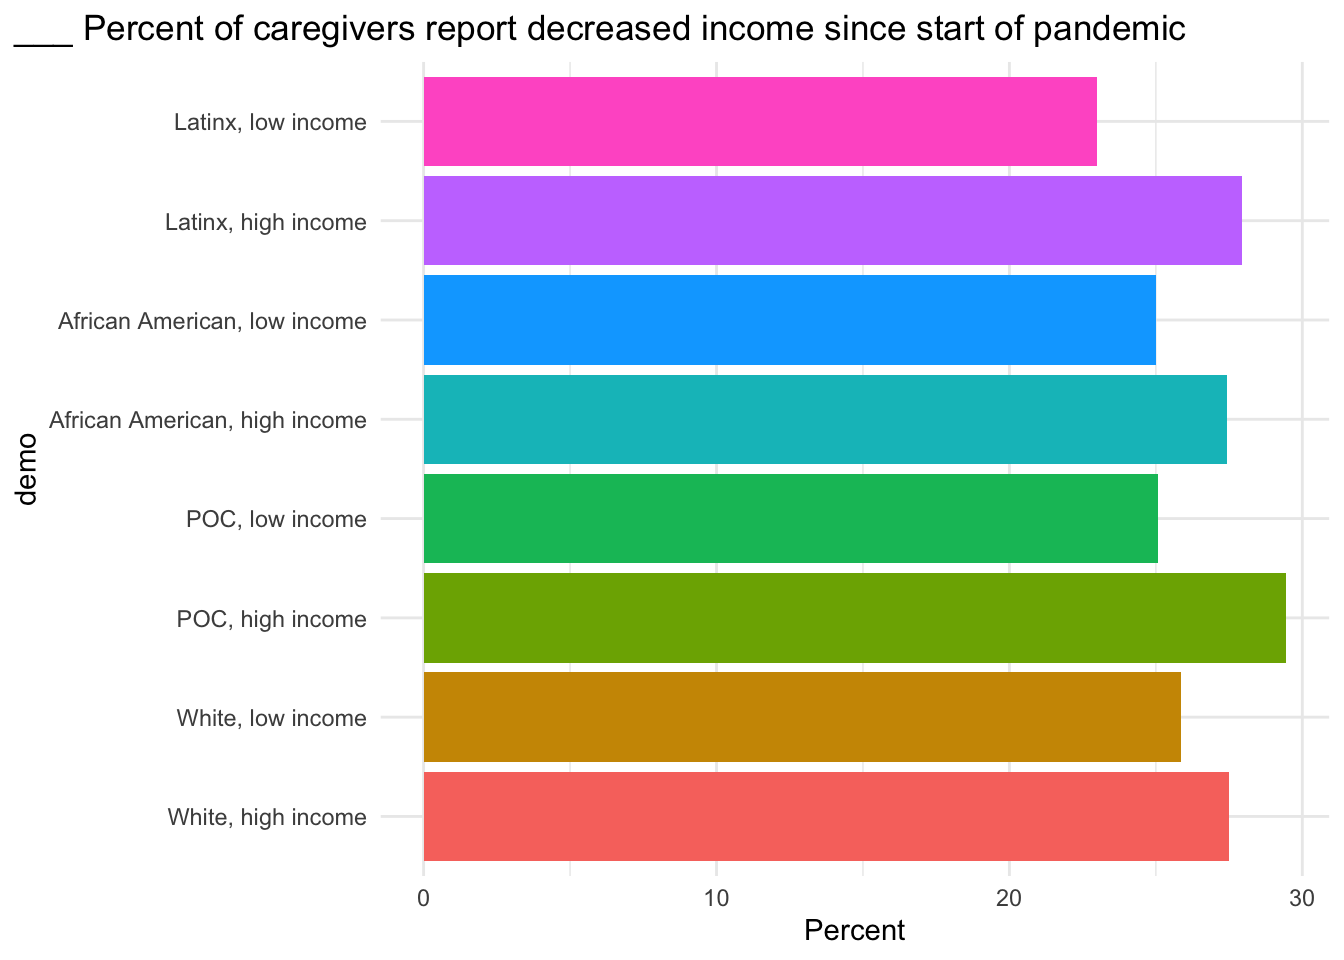 ___ Percent of caregivers report decreased income since start of pandemic
Latinx, low income
Latinx, high income
African American, low income
African American, high income
POC, low income
POC, high income
White, low income
White, high income
demo
0 10 20 30
Percent